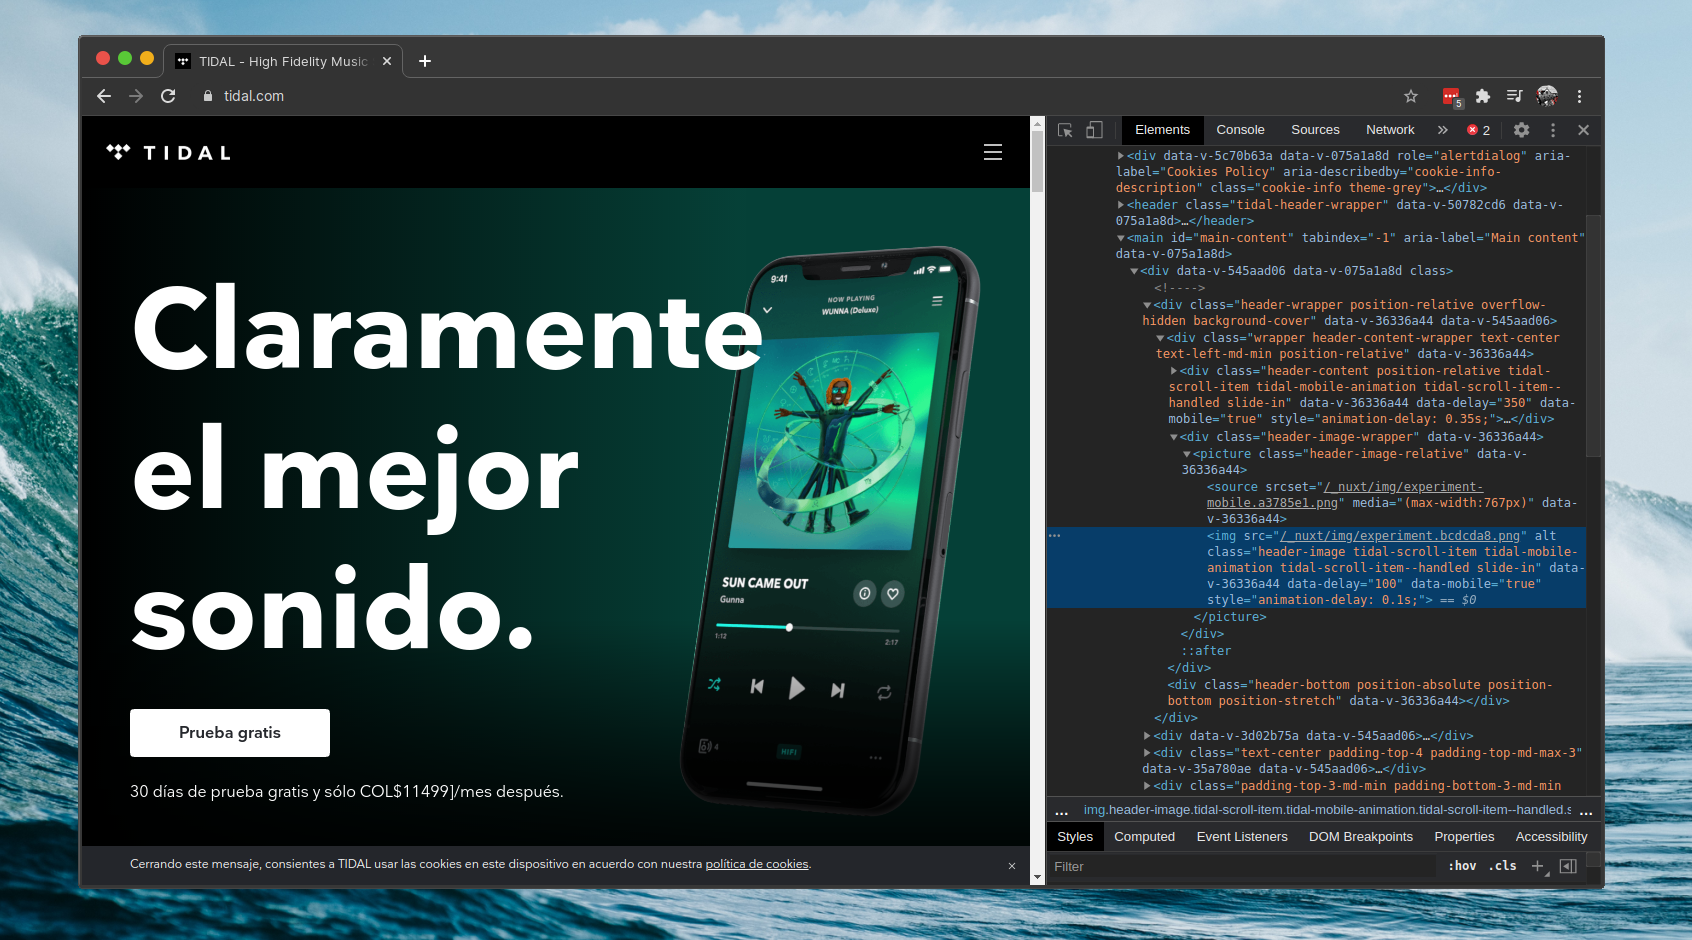 TIDAL - High Fidelity Music
tidal.com
5
TIDAL
Claramente
el mejor
sonido.
Prueba gratis
30 días de prueba gratis y sólo COL$11499]/mes después.
9:41
NOW PLAYING
WUNNA (Deluxe)
SUN CAME OUT
Gunna
1:12
2:17
4
HIFI
Cerrando este mensaje, consientes a TIDAL usar las cookies en este dispositivo en acuerdo con nuestra política de cookies.
Elements Console Sources Network » 2
<div data-v-5c70b63a data-v-075a1a8d role="alertdialog" aria-
label="Cookies Policy" aria-describedby="cookie-info-
description" class="cookie-info theme-grey">…</div>
<header class="tidal-header-wrapper" data-v-50782cd6 data-v-
075a1a8d>…</header>
<main id="main-content" tabindex="-1" aria-label="Main content"
data-v-075a1a8d>
<div data-v-545aad06 data-v-075a1a8d class>
<!---->
<div class="header-wrapper position-relative overflow-
hidden background-cover" data-v-36336a44 data-v-545aad06>
<div class="wrapper header-content-wrapper text-center
text-left-md-min position-relative" data-v-36336a44>
<div class="header-content position-relative tidal-
scroll-item tidal-mobile-animation tidal-scroll-item--
handled slide-in" data-v-36336a44 data-delay="350" data-
mobile="true" style="animation-delay: 0.35s;">…</div>
<div class="header-image-wrapper" data-v-36336a44>
<picture class="header-image-relative" data-v-
36336a44>
<source srcset="/_nuxt/img/experiment-
mobile.a3785e1.png" media="(max-width:767px)" data-
v-36336a44>
<img src="/_nuxt/img/experiment.bcdcda8.png" alt
class="header-image tidal-scroll-item tidal-mobile-
animation tidal-scroll-item--handled slide-in" data-
v-36336a44 data-delay="100" data-mobile="true"
style="animation-delay: 0.1s;"> == $0
</picture>
</div>
::after
</div>
<div class="header-bottom position-absolute position-
bottom position-stretch" data-v-36336a44></div>
</div>
<div data-v-3d02b75a data-v-545aad06>…</div>
<div class="text-center padding-top-4 padding-top-md-max-3"
data-v-35a780ae data-v-545aad06>…</div>
<div class="padding-top-3-md-min padding-bottom-3-md-min
... img.header-image.tidal-scroll-item.tidal-mobile-animation.tidal-scroll-item--handled.s ...
Styles Computed Event Listeners DOM Breakpoints Properties Accessibility
Filter :hov .cls